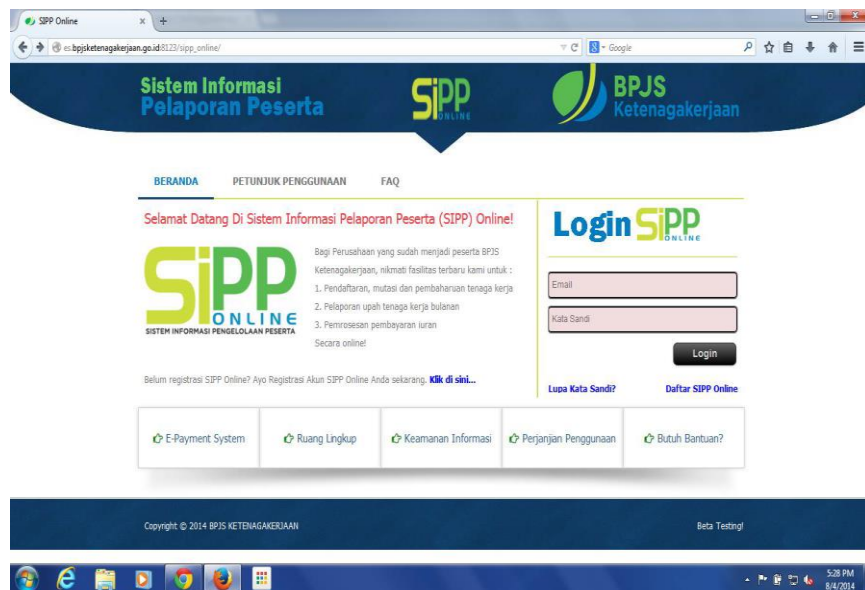 SIPP Online
es.bpjsketenagakerjaan.go.id:8123/sipp_online/
Google
Sistem Informasi
Pelaporan Peserta
SiPP
ONLINE
BPJS
Ketenagakerjaan
BERANDA PETUNJUK PENGGUNAAN FAQ
Selamat Datang Di Sistem Informasi Pelaporan Peserta (SIPP) Online!
SiPP
ONLINE
SISTEM INFORMASI PENGELOLAAN PESERTA
Bagi Perusahaan yang sudah menjadi peserta BPJS
Ketenagakerjaan, nikmati fasilitas terbaru kami untuk :
1. Pendaftaran, mutasi dan pembaharuan tenaga kerja
2. Pelaporan upah tenaga kerja bulanan
3. Pemrosesan pembayaran iuran
Secara online!
Belum registrasi SIPP Online? Ayo Registrasi Akun SIPP Online Anda sekarang. Klik di sini...
Login SiPP
ONLINE
Email
Kata Sandi
Login
Lupa Kata Sandi? Daftar SIPP Online
E-Payment System Ruang Lingkup Keamanan Informasi Perjanjian Penggunaan Butuh Bantuan?
Copyright © 2014 BPJS KETENAGAKERJAAN Beta Testing!
5:28 PM
8/4/2014